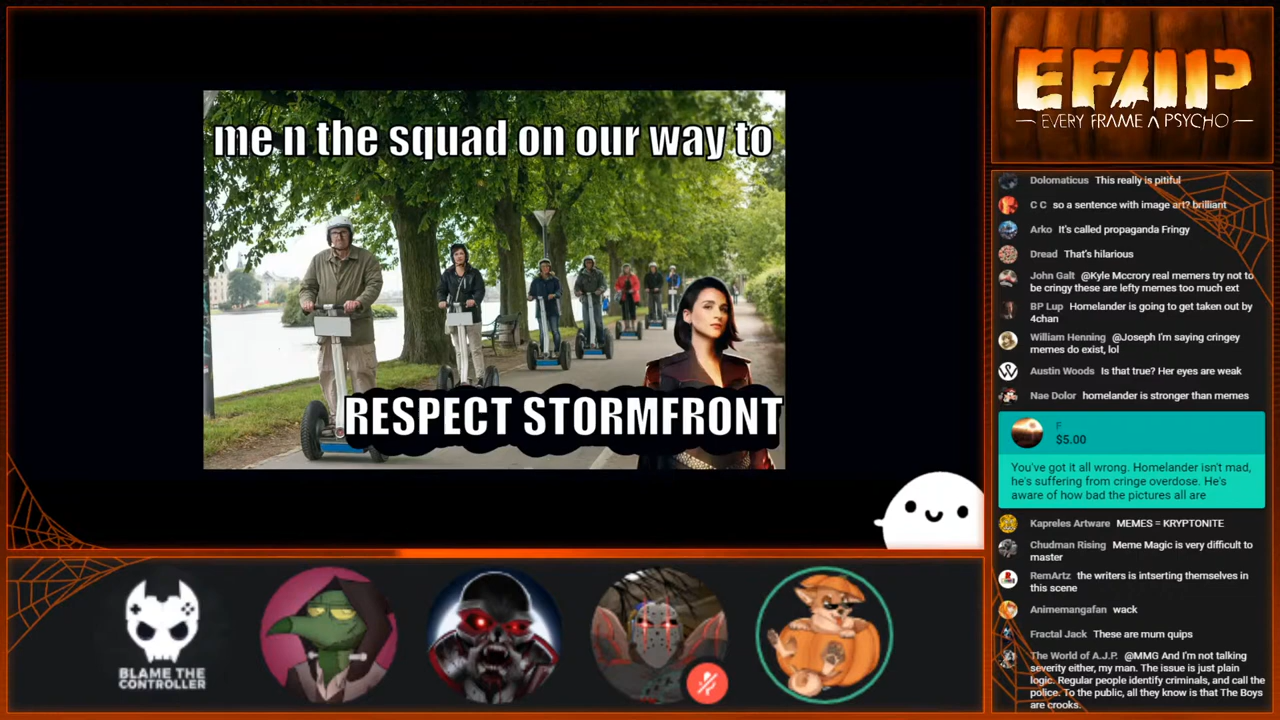 me n the squad on our way to
RESPECT STORMFRONT
BLAME THE
CONTROLLER
EFAP
EVERY FRAME A PSYCHO
Dolomaticus This really is pitiful
C C so a sentence with image art? brilliant
Arko It's called propaganda Fringy
Dread That's hilarious
John Galt @Kyle Mccrory real memers try not to
be cringy these are lefty memes too much ext
BP Lup Homelander is going to get taken out by
4chan
William Henning @Joseph I'm saying cringey
memes do exist, lol
Austin Woods Is that true? Her eyes are weak
Nae Dolor homelander is stronger than memes
F
$5.00
You've got it all wrong. Homelander isn't mad,
he's suffering from cringe overdose. He's
aware of how bad the pictures all are
Kapreles Artware MEMES = KRYPTONITE
Chudman Rising Meme Magic is very difficult to
master
RemArtz the writers is intserting themselves in
this scene
Animemangafan wack
Fractal Jack These are mum quips
The World of A.J.P. @MMG And I'm not talking
severity either, my man. The issue is just plain
logic. Regular people identify criminals, and call the
police. To the public, all they know is that The Boys
are crooks.